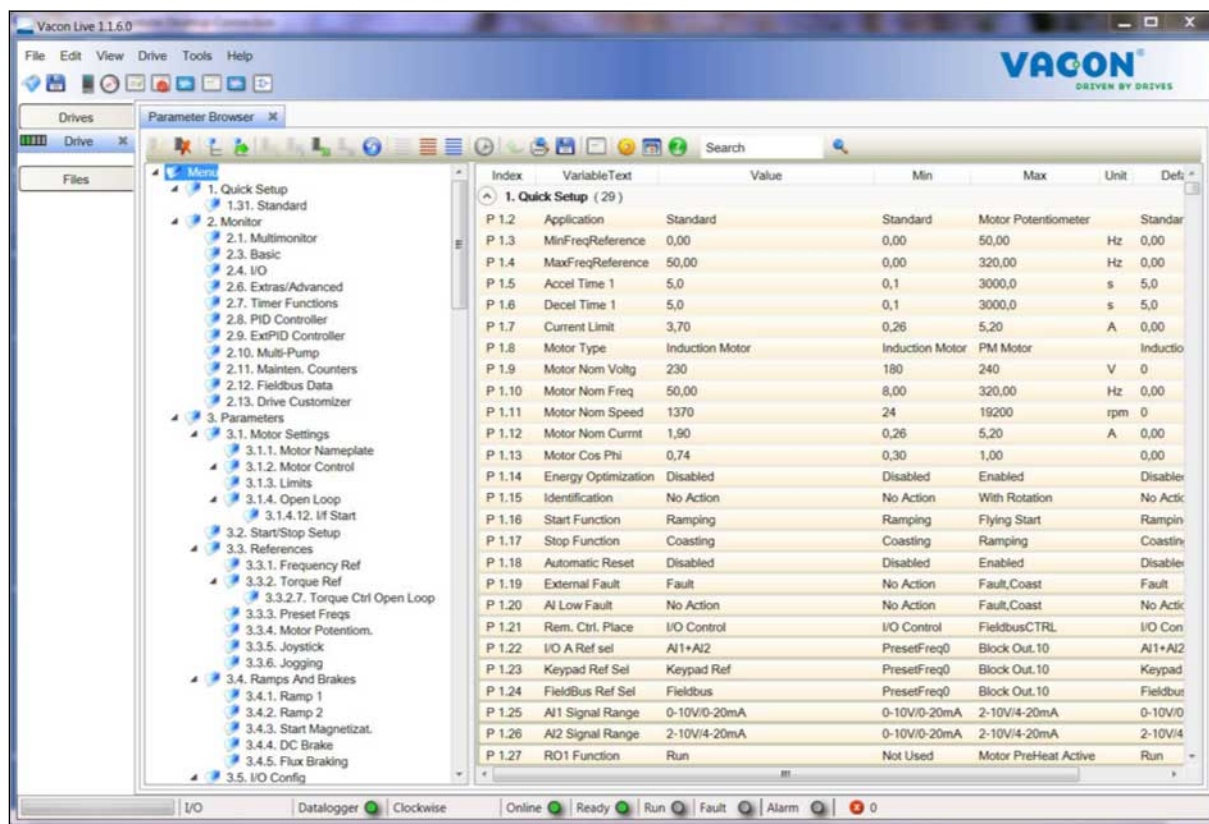 Vacon Live 1.1.6.0
File Edit View Drive Tools Help
VACON®
DRIVEN BY DRIVES
Drives
Drive
Files
Parameter Browser
Search
Menu
1. Quick Setup
1.31. Standard
2. Monitor
2.1. Multimonitor
2.3. Basic
2.4. I/O
2.6. Extras/Advanced
2.7. Timer Functions
2.8. PID Controller
2.9. ExtPID Controller
2.10. Multi-Pump
2.11. Mainten. Counters
2.12. Fieldbus Data
2.13. Drive Customizer
3. Parameters
3.1. Motor Settings
3.1.1. Motor Nameplate
3.1.2. Motor Control
3.1.3. Limits
3.1.4. Open Loop
3.1.4.12. I/f Start
3.2. Start/Stop Setup
3.3. References
3.3.1. Frequency Ref
3.3.2. Torque Ref
3.3.2.7. Torque Ctrl Open Loop
3.3.3. Preset Freqs
3.3.4. Motor Potentiom.
3.3.5. Joystick
3.3.6. Jogging
3.4. Ramps And Brakes
3.4.1. Ramp 1
3.4.2. Ramp 2
3.4.3. Start Magnetizat.
3.4.4. DC Brake
3.4.5. Flux Braking
3.5. I/O Config
Index VariableText Value Min Max Unit Defa
1. Quick Setup (29)
P 1.2 Application Standard Standard Motor Potentiometer Standar
P 1.3 MinFreqReference 0,00 0,00 50,00 Hz 0,00
P 1.4 MaxFreqReference 50,00 0,00 320,00 Hz 0,00
P 1.5 Accel Time 1 5,0 0,1 3000,0 s 5,0
P 1.6 Decel Time 1 5,0 0,1 3000,0 s 5,0
P 1.7 Current Limit 3,70 0,26 5,20 A 0,00
P 1.8 Motor Type Induction Motor Induction Motor PM Motor Inductio
P 1.9 Motor Nom Voltg 230 180 240 V 0
P 1.10 Motor Nom Freq 50,00 8,00 320,00 Hz 0,00
P 1.11 Motor Nom Speed 1370 24 19200 rpm 0
P 1.12 Motor Nom Currnt 1,90 0,26 5,20 A 0,00
P 1.13 Motor Cos Phi 0,74 0,30 1,00 0,00
P 1.14 Energy Optimization Disabled Disabled Enabled Disabled
P 1.15 Identification No Action No Action With Rotation No Actic
P 1.16 Start Function Ramping Ramping Flying Start Rampin
P 1.17 Stop Function Coasting Coasting Ramping Coastin
P 1.18 Automatic Reset Disabled Disabled Enabled Disabled
P 1.19 External Fault Fault No Action Fault,Coast Fault
P 1.20 AI Low Fault No Action No Action Fault,Coast No Actic
P 1.21 Rem. Ctrl. Place I/O Control I/O Control FieldbusCTRL I/O Con
P 1.22 I/O A Ref sel AI1+AI2 PresetFreq0 Block Out.10 AI1+AI2
P 1.23 Keypad Ref Sel Keypad Ref PresetFreq0 Block Out.10 Keypad
P 1.24 FieldBus Ref Sel Fieldbus PresetFreq0 Block Out.10 Fieldbus
P 1.25 AI1 Signal Range 0-10V/0-20mA 0-10V/0-20mA 2-10V/4-20mA 0-10V/0
P 1.26 AI2 Signal Range 2-10V/4-20mA 0-10V/0-20mA 2-10V/4-20mA 2-10V/4
P 1.27 RO1 Function Run Not Used Motor PreHeat Active Run
I/O Datalogger Clockwise Online Ready Run Fault Alarm 0